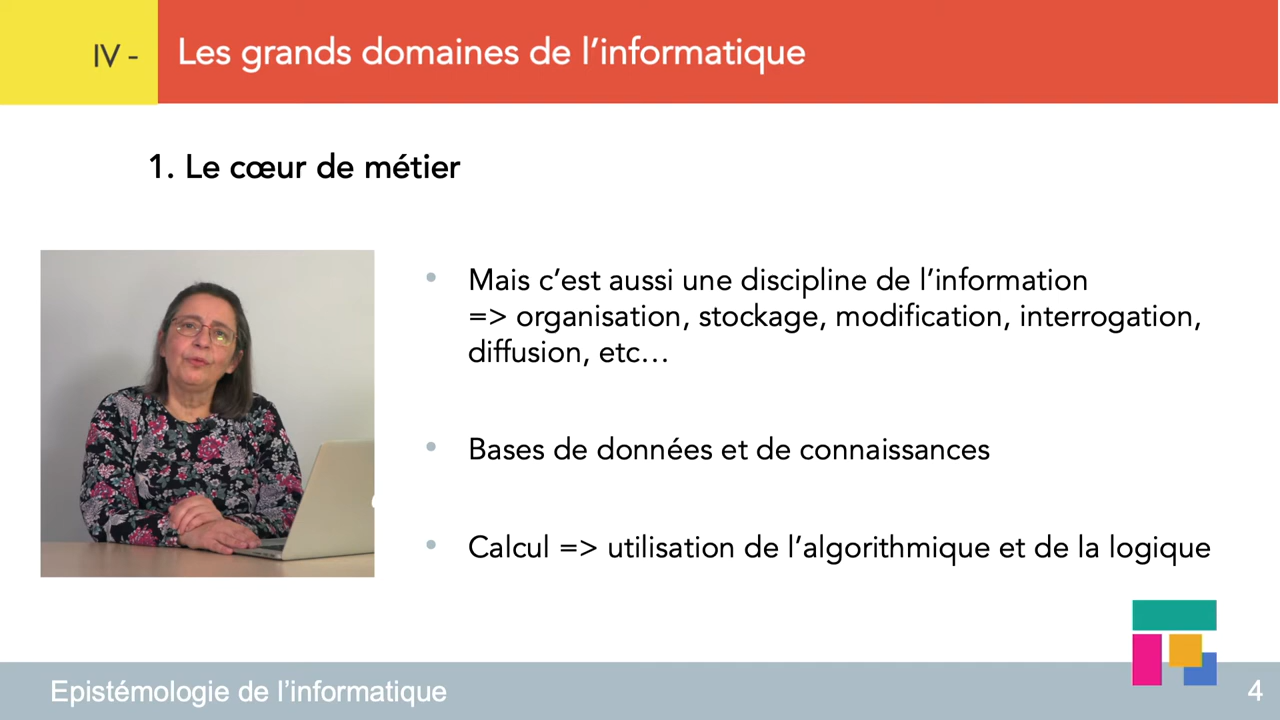 IV -
Les grands domaines de l’informatique
1. Le cœur de métier
• Mais c’est aussi une discipline de l’information
=> organisation, stockage, modification, interrogation,
diffusion, etc…
• Bases de données et de connaissances
• Calcul => utilisation de l’algorithmique et de la logique
Epistémologie de l’informatique
4